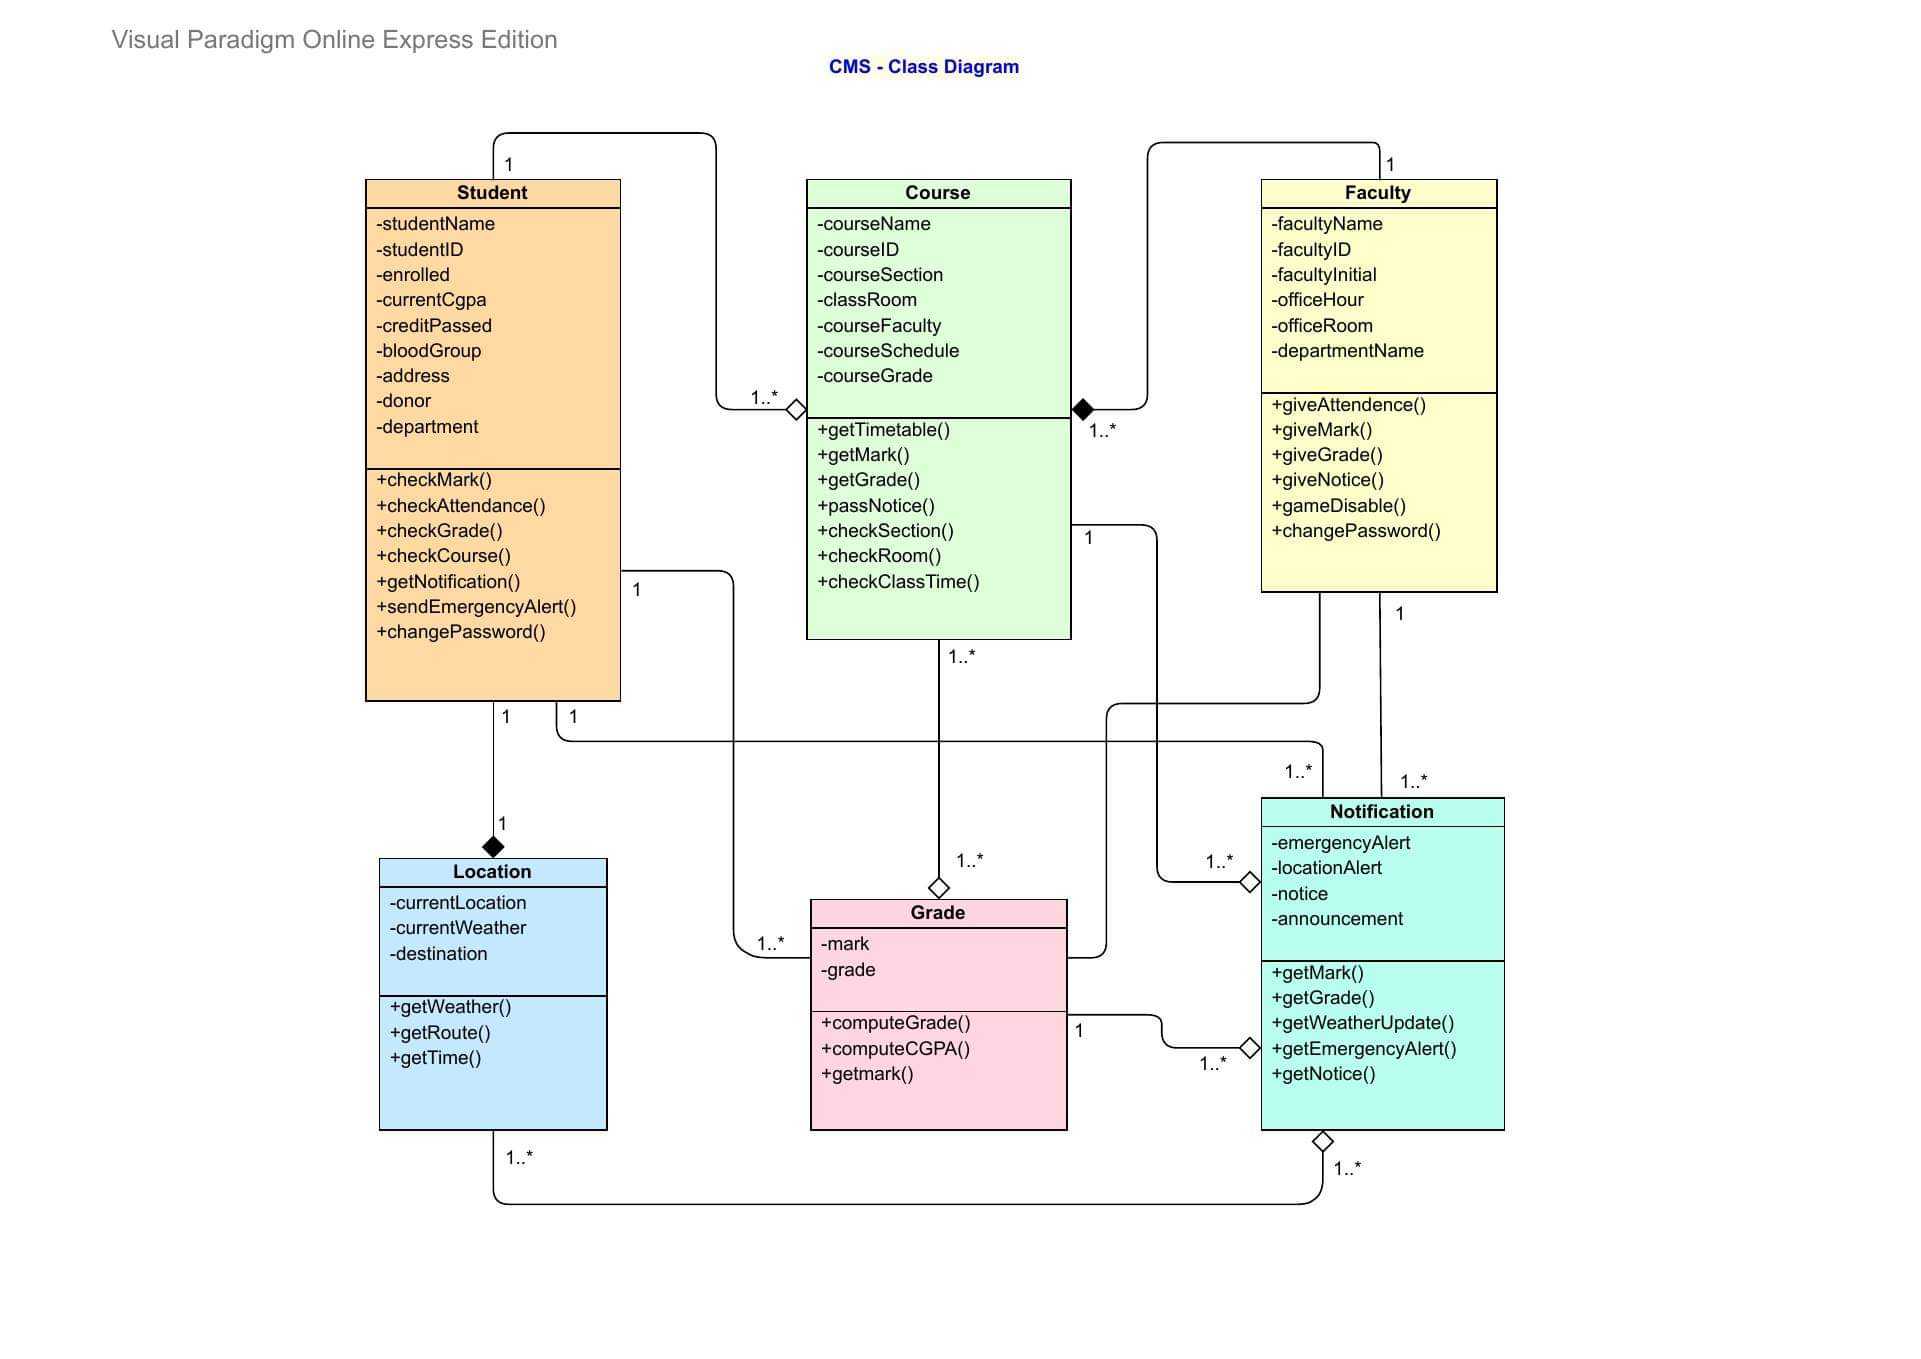 Visual Paradigm Online Express Edition
CMS - Class Diagram
1
1
Student
-studentName
-studentID
-enrolled
-currentCgpa
-creditPassed
-bloodGroup
-address
-donor
-department
+checkMark()
+checkAttendance()
+checkGrade()
+checkCourse()
+getNotification()
+sendEmergencyAlert()
+changePassword()
1..*
Course
-courseName
-courseID
-courseSection
-classRoom
-courseFaculty
-courseSchedule
-courseGrade
+getTimetable()
+getMark()
+getGrade()
+passNotice()
+checkSection()
+checkRoom()
+checkClassTime()
1..*
Faculty
-facultyName
-facultyID
-facultyInitial
-officeHour
-officeRoom
-departmentName
+giveAttendence()
+giveMark()
+giveGrade()
+giveNotice()
+gameDisable()
+changePassword()
1
1
1
1..*
1
1
1..*
1..*
1
Location
-currentLocation
-currentWeather
-destination
+getWeather()
+getRoute()
+getTime()
1..*
1..*
Grade
-mark
-grade
+computeGrade()
+computeCGPA()
+getmark()
1..*
1
1..*
Notification
-emergencyAlert
-locationAlert
-notice
-announcement
+getMark()
+getGrade()
+getWeatherUpdate()
+getEmergencyAlert()
+getNotice()
1..*
1..*